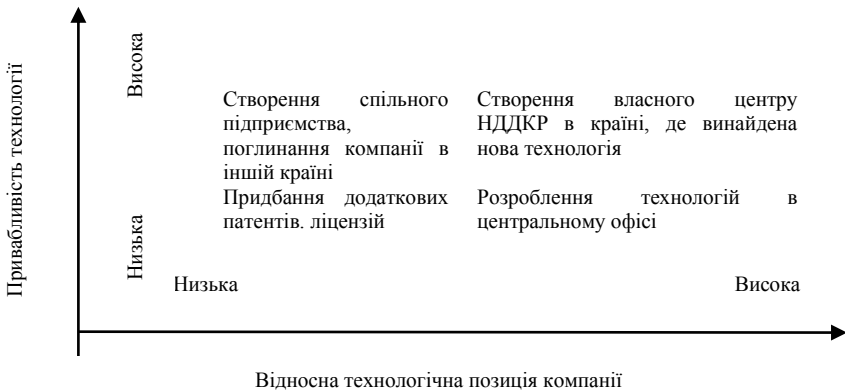 Привабливість технології
Висока
Створення спільного
підприємства,
поглинання компанії в
іншій країні
Створення власного центру
НДДКР в країні, де винайдена
нова технологія
Низька
Придбання додаткових
патентів. ліцензій
Розроблення технологій в
центральному офісі
Низька
Висока
Відносна технологічна позиція компанії